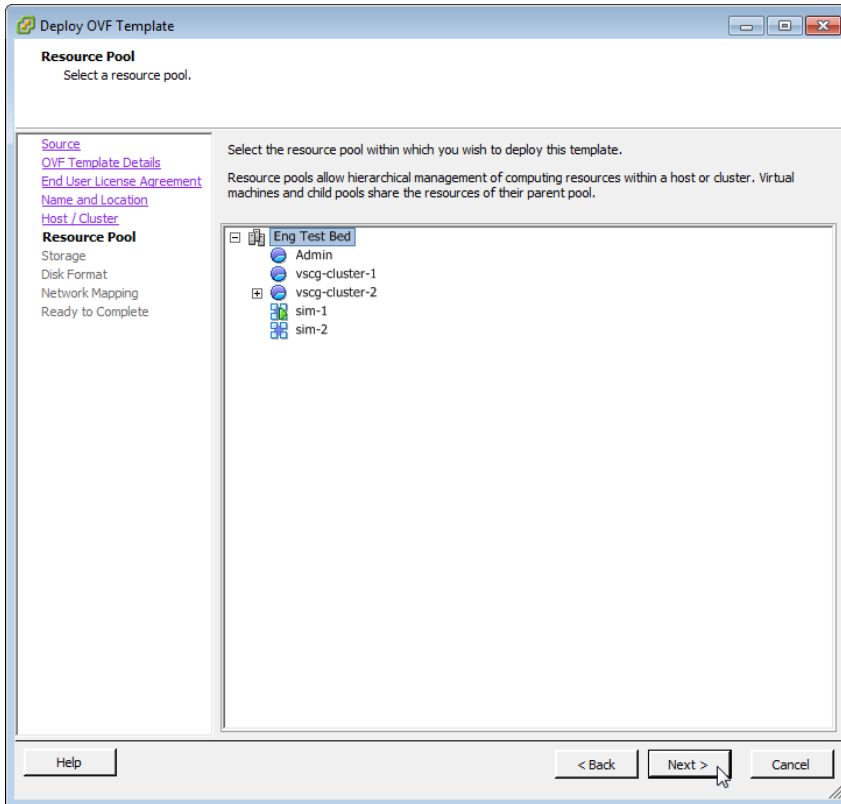 Deploy OVF Template
Resource Pool
Select a resource pool.
Source
OVF Template Details
End User License Agreement
Name and Location
Host / Cluster
Resource Pool
Storage
Disk Format
Network Mapping
Ready to Complete
Select the resource pool within which you wish to deploy this template.
Resource pools allow hierarchical management of computing resources within a host or cluster. Virtual
machines and child pools share the resources of their parent pool.
Eng Test Bed
Admin
vscg-cluster-1
vscg-cluster-2
sim-1
sim-2
Help
< Back
Next >
Cancel